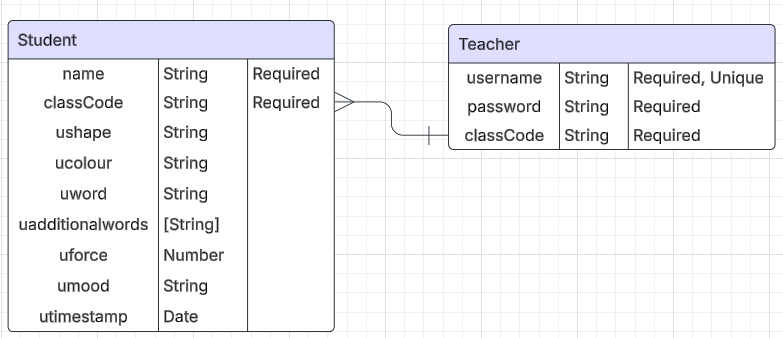 Student
name String Required
classCode String Required
ushape String
ucolour String
uword String
uadditionalwords [String]
uforce Number
umood String
utimestamp Date
Teacher
username String Required, Unique
password String Required
classCode String Required